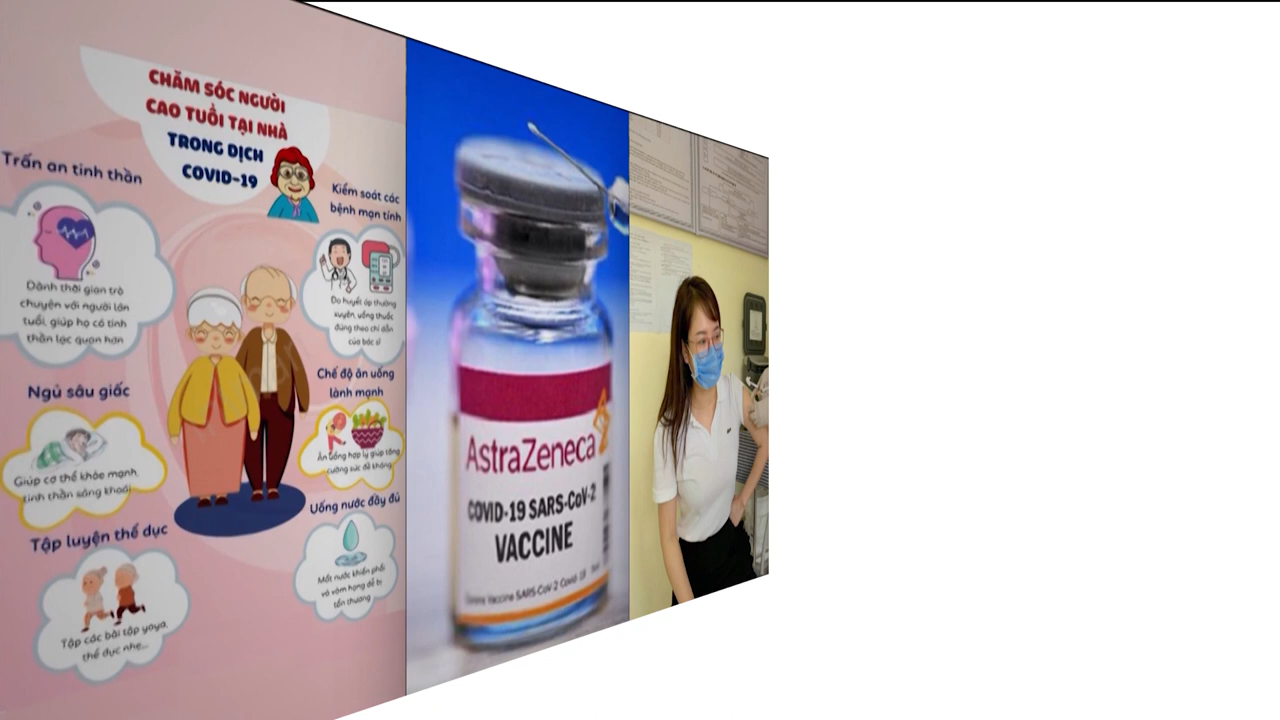 CHĂM SÓC NGƯỜI
CAO TUỔI TẠI NHÀ
TRONG DỊCH
COVID-19
Trấn an tinh thần
Dành thời gian trò
chuyện với người lớn
tuổi, giúp họ có tinh
thần lạc quan hơn
Ngủ sâu giấc
Giúp cơ thể khỏe mạnh,
tinh thần sảng khoái
Tập luyện thể dục
Tập các bài tập yoga,
thể dục nhẹ...
Kiểm soát các
bệnh mạn tính
Đo huyết áp thường
xuyên, uống thuốc
đúng theo chỉ dẫn
của bác sĩ
Chế độ ăn uống
lành mạnh
Ăn uống hợp lý giúp tăng
cường sức đề kháng
Uống nước đầy đủ
Mất nước khiến phổi
và vòm họng dễ bị
tổn thương
AstraZeneca
COVID-19 SARS-CoV-2
VACCINE
Vaccine SARS-CoV-2 Covid-19